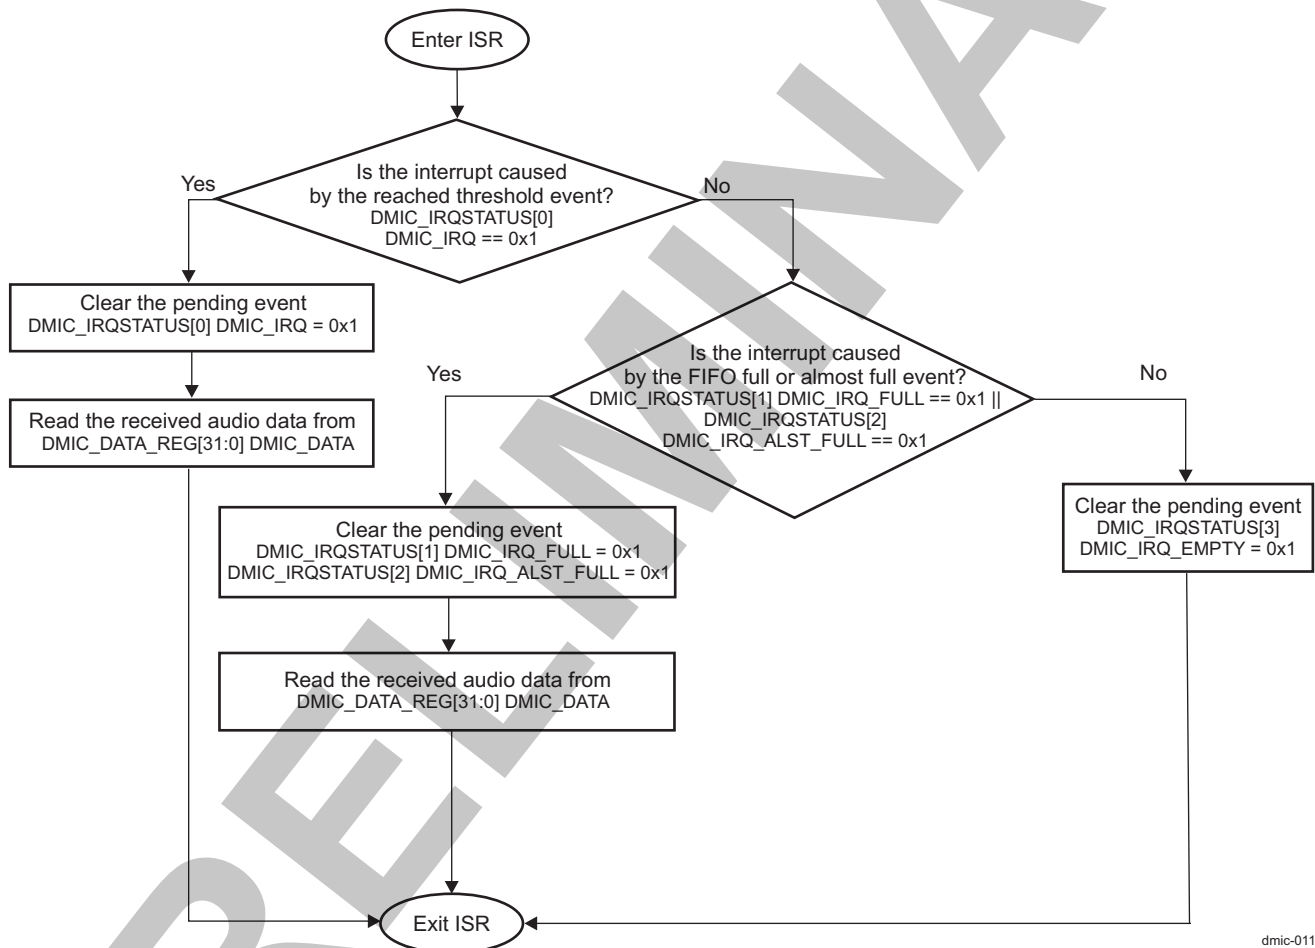 Enter ISR
Is the interrupt caused
by the reached threshold event?
DMIC_IRQSTATUS[0]
DMIC_IRQ == 0x1
Yes
No
Clear the pending event
DMIC_IRQSTATUS[0] DMIC_IRQ = 0x1
Read the received audio data from
DMIC_DATA_REG[31:0] DMIC_DATA
Is the interrupt caused
by the FIFO full or almost full event?
DMIC_IRQSTATUS[1] DMIC_IRQ_FULL == 0x1 ||
DMIC_IRQSTATUS[2]
DMIC_IRQ_ALST_FULL == 0x1
Yes
No
Clear the pending event
DMIC_IRQSTATUS[1] DMIC_IRQ_FULL = 0x1
DMIC_IRQSTATUS[2] DMIC_IRQ_ALST_FULL = 0x1
Read the received audio data from
DMIC_DATA_REG[31:0] DMIC_DATA
Clear the pending event
DMIC_IRQSTATUS[3]
DMIC_IRQ_EMPTY = 0x1
Exit ISR
dmic-011
RELIMINA